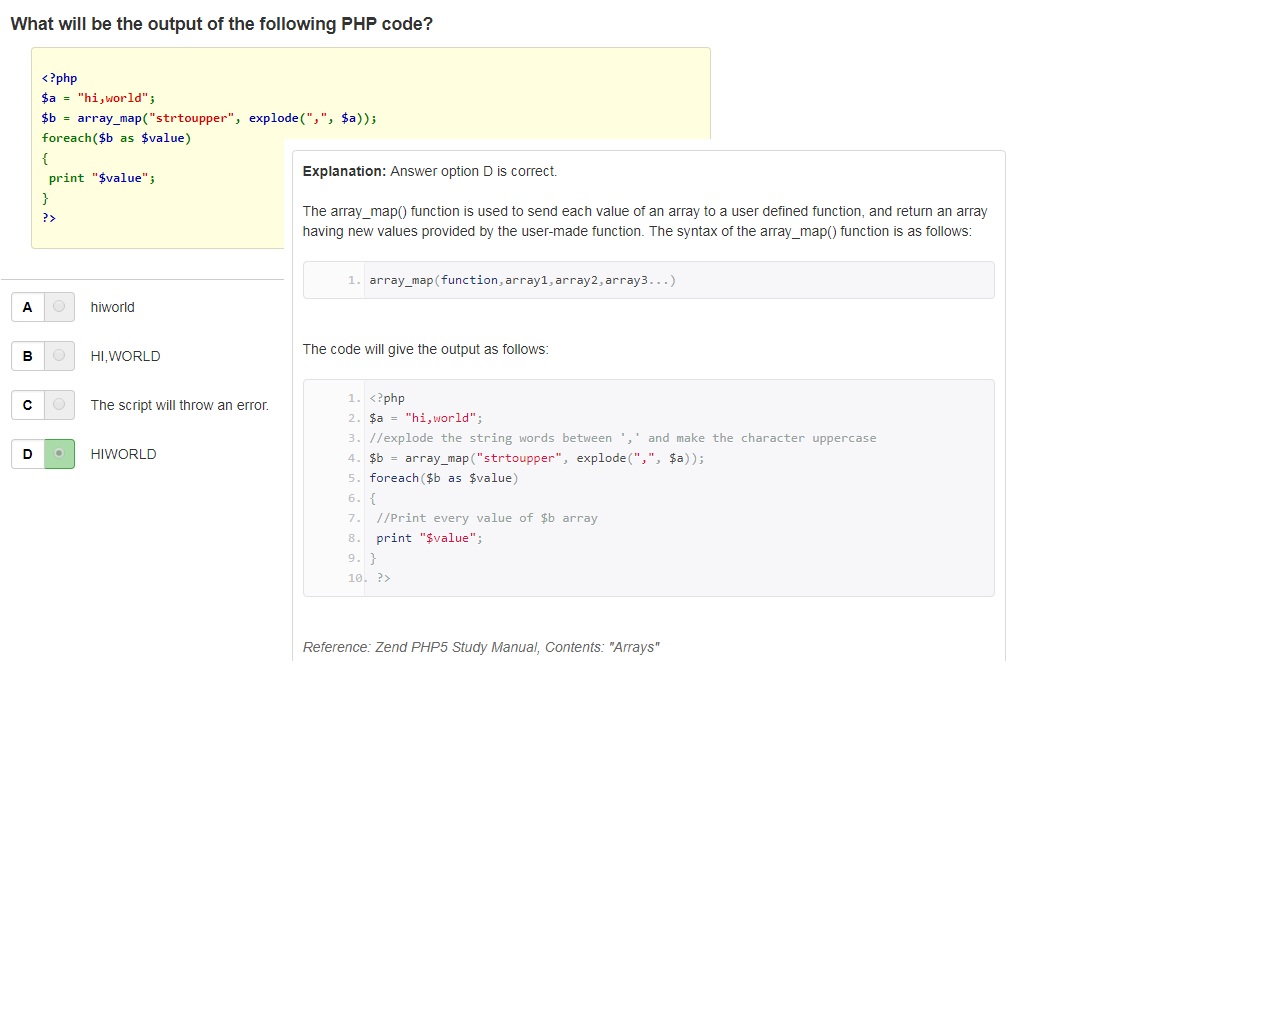 What will be the output of the following PHP code?
<?php
$a = "hi,world";
$b = array_map("strtoupper", explode(",", $a));
foreach($b as $value)
{
 print "$value";
}
?>
A hiworld
B HI,WORLD
C The script will throw an error.
D HIWORLD
Explanation: Answer option D is correct.
The array_map() function is used to send each value of an array to a user defined function, and return an array
having new values provided by the user-made function. The syntax of the array_map() function is as follows:
1. array_map(function,array1,array2,array3...)
The code will give the output as follows:
1. <?php
2. $a = "hi,world";
3. //explode the string words between ',' and make the character uppercase
4. $b = array_map("strtoupper", explode(",", $a));
5. foreach($b as $value)
6. {
7.  //Print every value of $b array
8.  print "$value";
9. }
10. ?>
Reference: Zend PHP5 Study Manual, Contents: "Arrays"